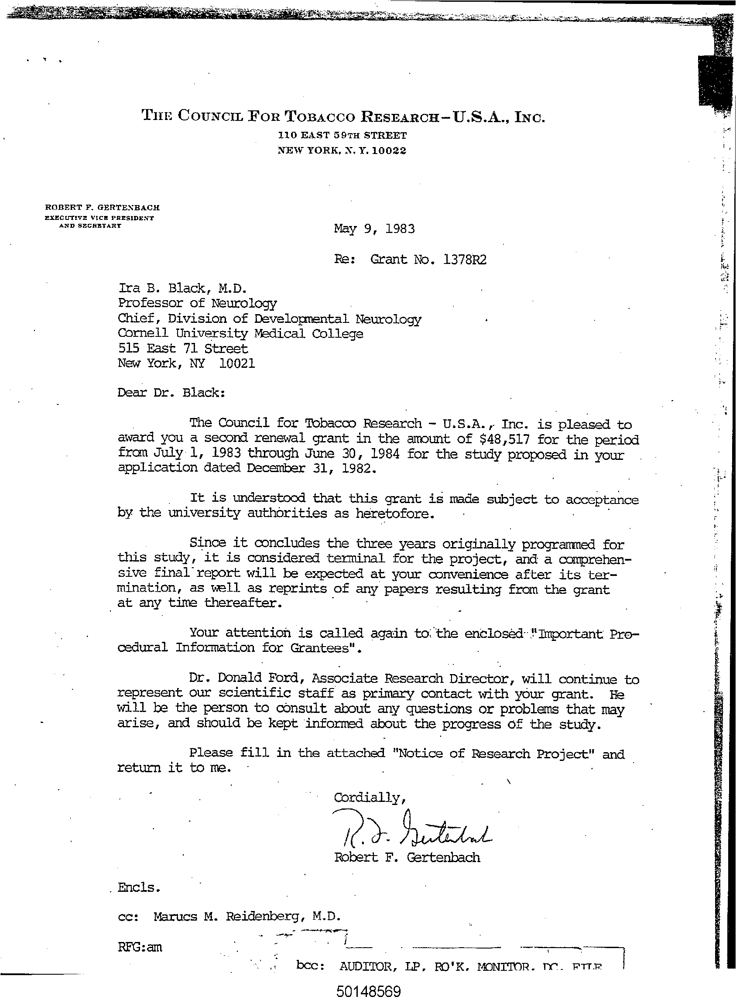 THE COUNCIL FOR TOBACCO RESEARCH-U.S.A., INC.
110 EAST 59TH STREET
NEW YORK, N. Y. 10022
ROBERT F. GERTENBACH
EXECUTIVE VICE PRESIDENT
AND SECRETARY
May 9, 1983
Re: Grant No. 1378R2
Ira B. Black, M.D.
Professor of Neurology
Chief, Division of Developmental Neurology
Cornell University Medical College
515 East 71 Street
New York, NY 10021
Dear Dr. Black:
The Council for Tobacco Research - U.S.A., Inc. is pleased to
award you a second renewal grant in the amount of $48,517 for the period
from July 1, 1983 through June 30, 1984 for the study proposed in your
application dated December 31, 1982.
It is understood that this grant is made subject to acceptance
by the university authorities as heretofore.
Since it concludes the three years originally programmed for
this study, it is considered terminal for the project, and a comprehen-
sive final report will be expected at your convenience after its ter-
mination, as well as reprints of any papers resulting from the grant
at any time thereafter.
Your attention is called again to the enclosed "Important Pro-
cedural Information for Grantees".
Dr. Donald Ford, Associate Research Director, will continue to
represent our scientific staff as primary contact with your grant. He
will be the person to consult about any questions or problems that may
arise, and should be kept informed about the progress of the study.
Please fill in the attached "Notice of Research Project" and
return it to me.
Cordially,
R. F. Gertenbach
Robert F. Gertenbach
Encls.
cc: Marucs M. Reidenberg, M.D.
RFG:am
bcc: AUDITOR, LP, RO'K, MONITOR, DC, FILE
50148569